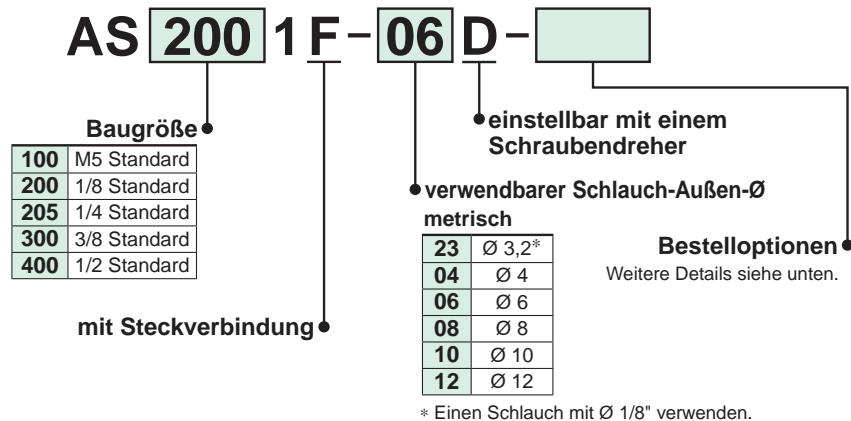 AS 200 1 F - 06 D -
Baugröße
100 M5 Standard
200 1/8 Standard
205 1/4 Standard
300 3/8 Standard
400 1/2 Standard
mit Steckverbindung
einstellbar mit einem
Schraubendreher
verwendbarer Schlauch-Außen-Ø
metrisch
23 Ø 3,2*
04 Ø 4
06 Ø 6
08 Ø 8
10 Ø 10
12 Ø 12
* Einen Schlauch mit Ø 1/8" verwenden.
Bestelloptionen
Weitere Details siehe unten.